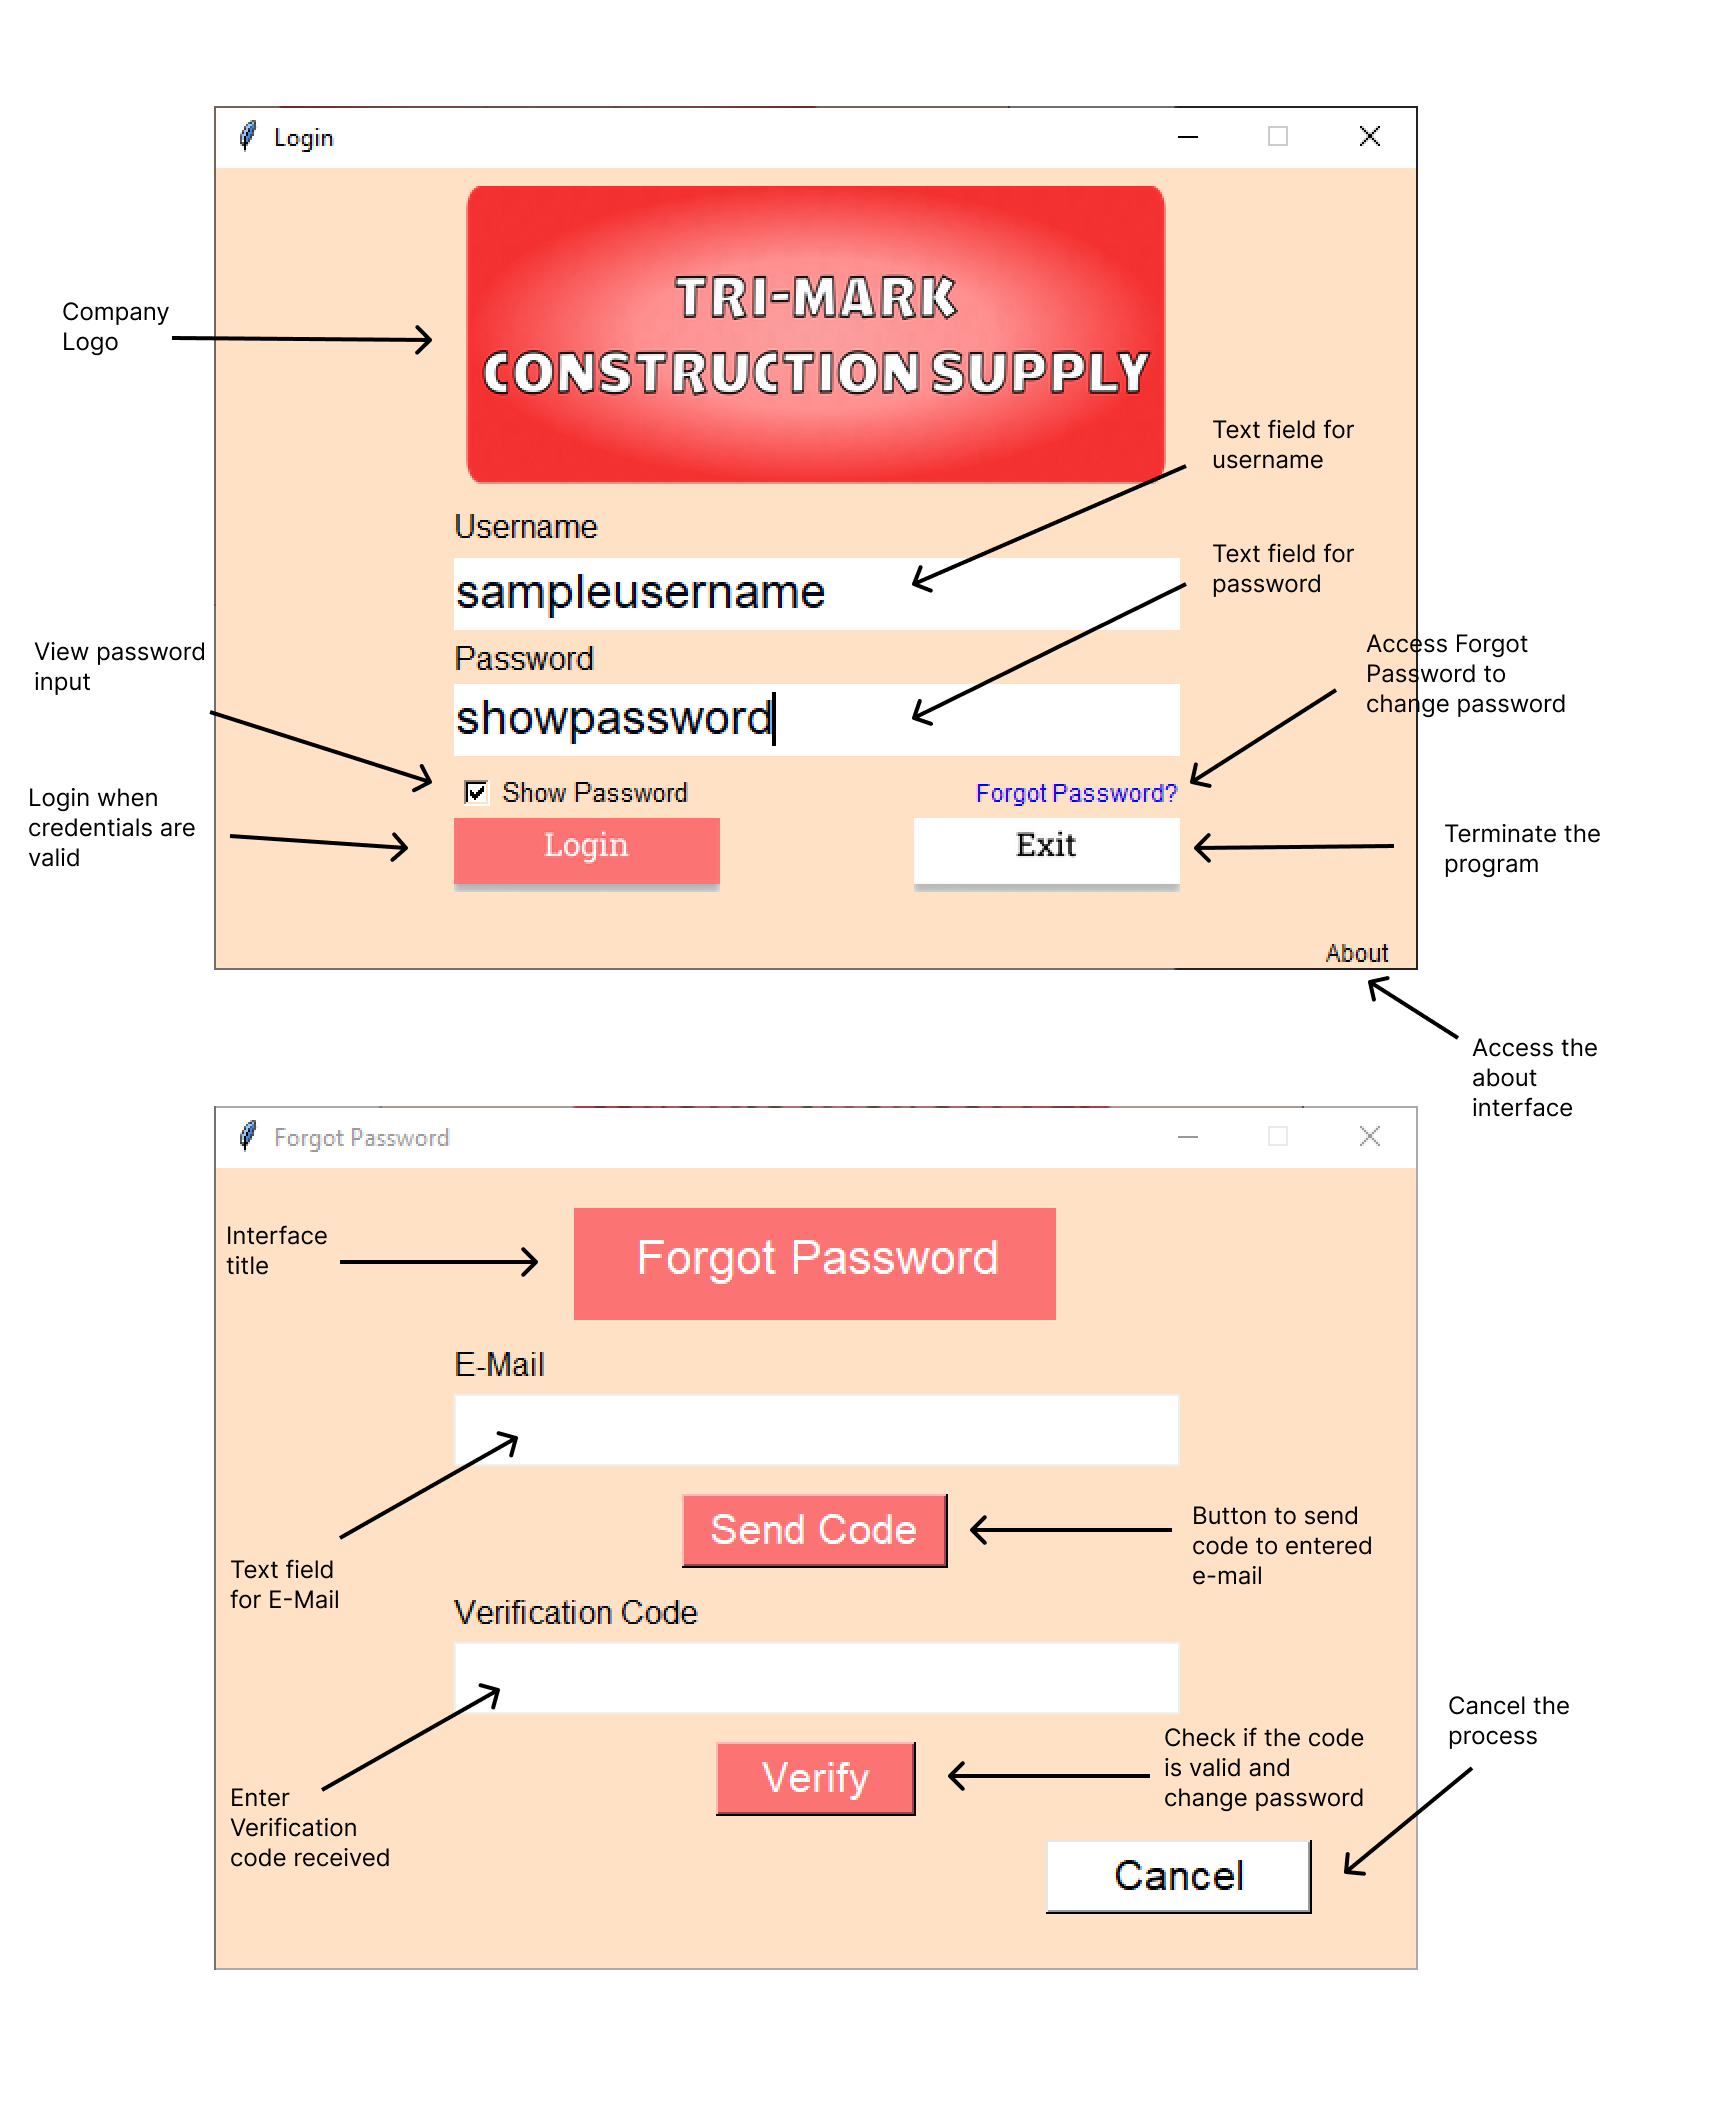 Login
TRI-MARK
CONSTRUCTION SUPPLY
Company
Logo
Text field for
username
Username
sampleusername
Text field for
password
Password
showpassword
View password
input
Access Forgot
Password to
change password
Show Password
Forgot Password?
Login when
credentials are
valid
Login
Exit
Terminate the
program
About
Access the
about
interface
Forgot Password
Interface
title
Forgot Password
E-Mail
Text field
for E-Mail
Send Code
Button to send
code to entered
e-mail
Verification Code
Enter
Verification
code received
Verify
Check if the code
is valid and
change password
Cancel the
process
Cancel